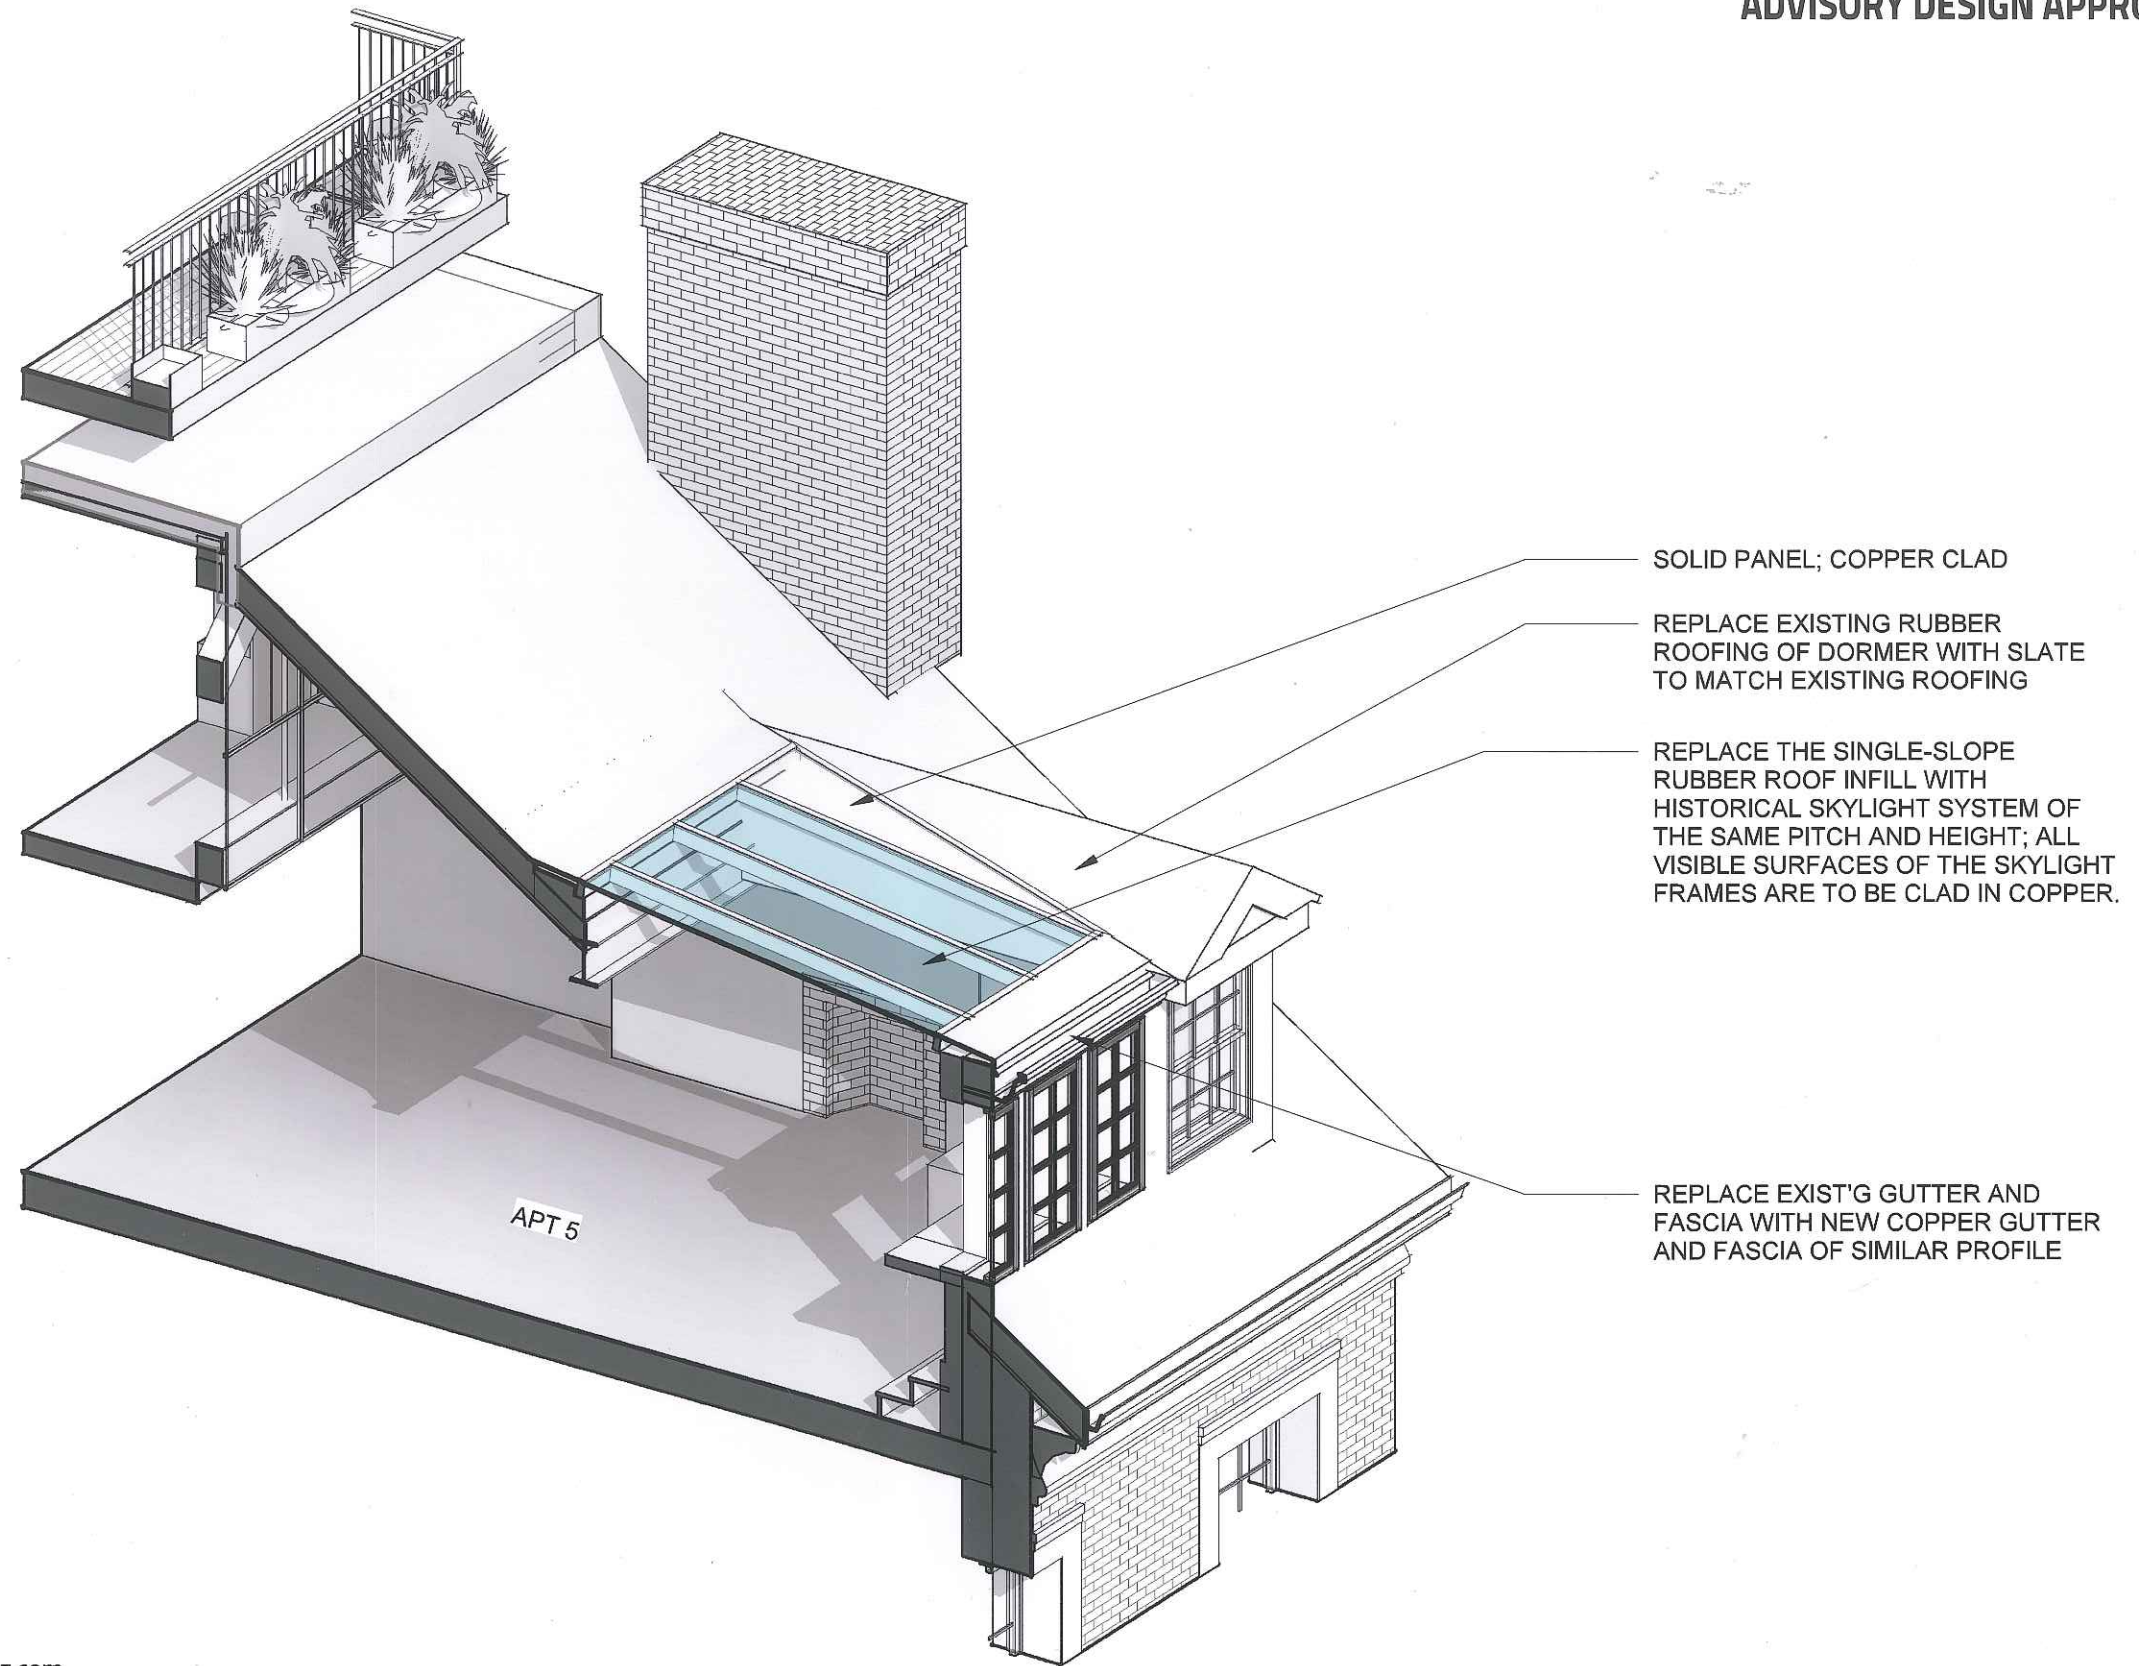 ADVISORY DESIGN
SOLID PANEL; COPPER CLAD
REPLACE EXISTING RUBBER
ROOFING OF DORMER WITH SLATE
TO MATCH EXISTING ROOFING
REPLACE THE SINGLE-SLOPE
RUBBER ROOF INFILL WITH
HISTORICAL SKYLIGHT SYSTEM OF
THE SAME PITCH AND HEIGHT; ALL
VISIBLE SURFACES OF THE SKYLIGHT
FRAMES ARE TO BE CLAD IN COPPER.
REPLACE EXIST'G GUTTER AND
FASCIA WITH NEW COPPER GUTTER
AND FASCIA OF SIMILAR PROFILE
APT 5